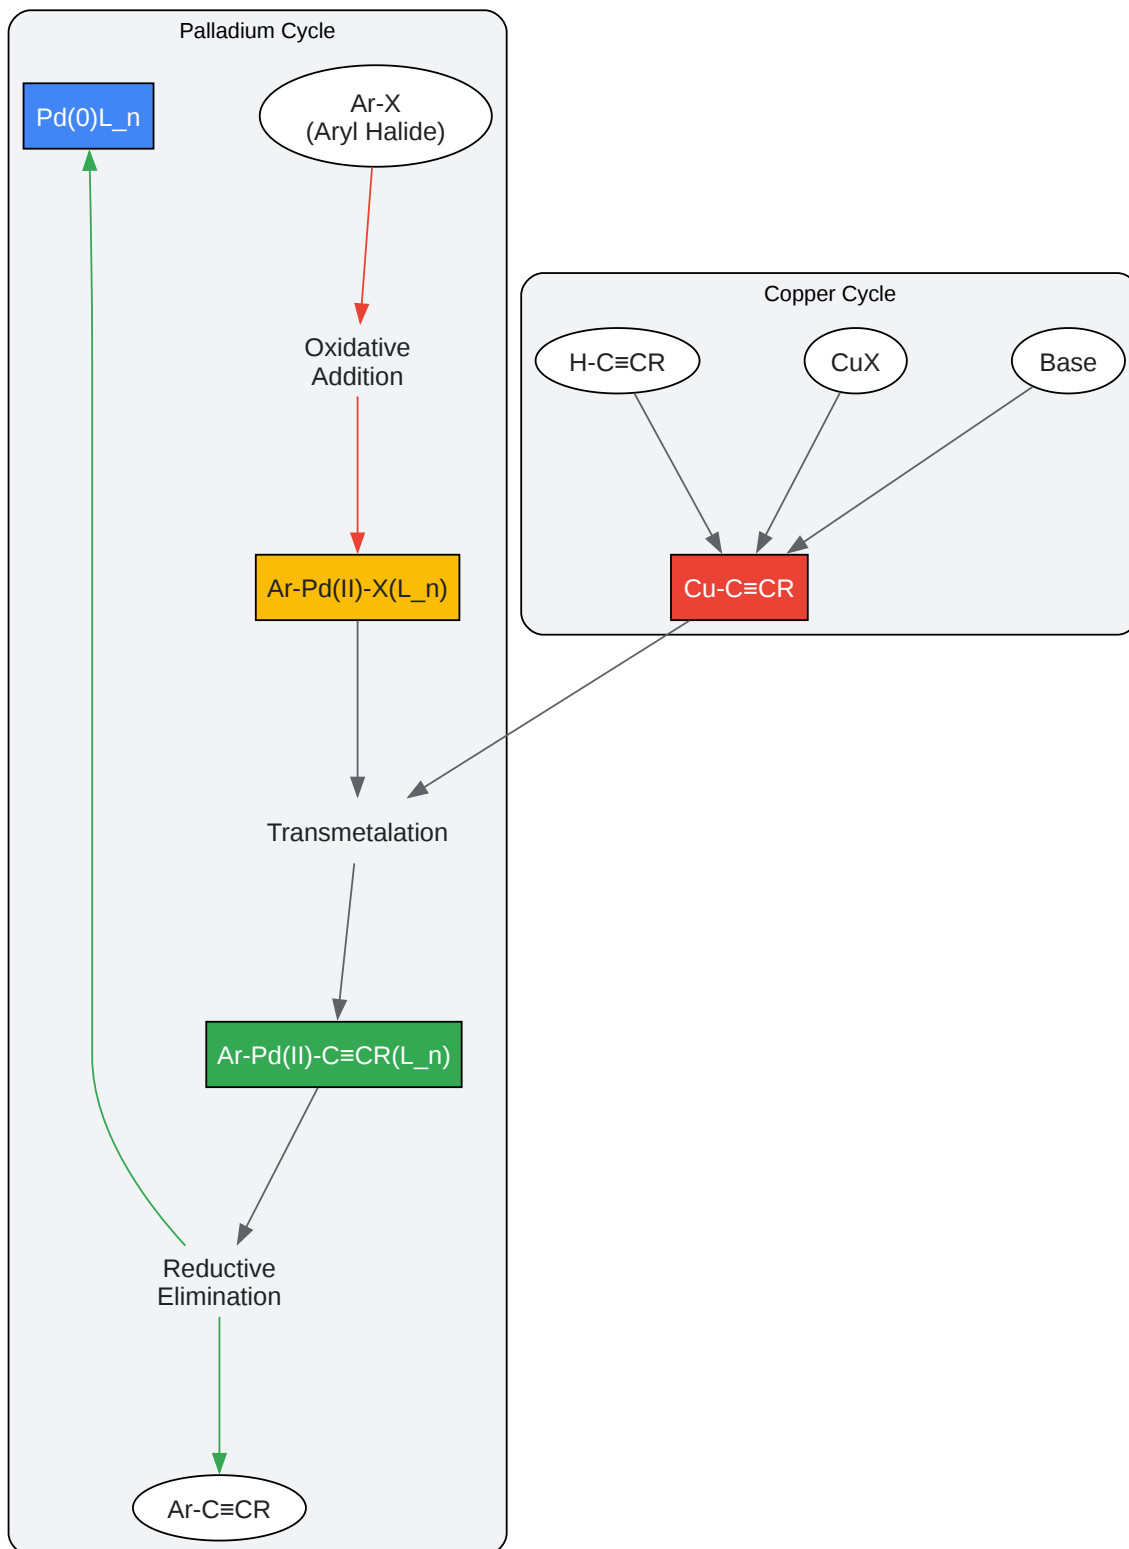 Palladium Cycle
Pd(0)L_n
Ar-X
(Aryl Halide)
Oxidative
Addition
Copper Cycle
H-C≡CR
CuX
Base
Ar-Pd(II)-X(L_n)
Cu-C≡CR
Transmetalation
Ar-Pd(II)-C≡CR(L_n)
Reductive
Elimination
Ar-C≡CR